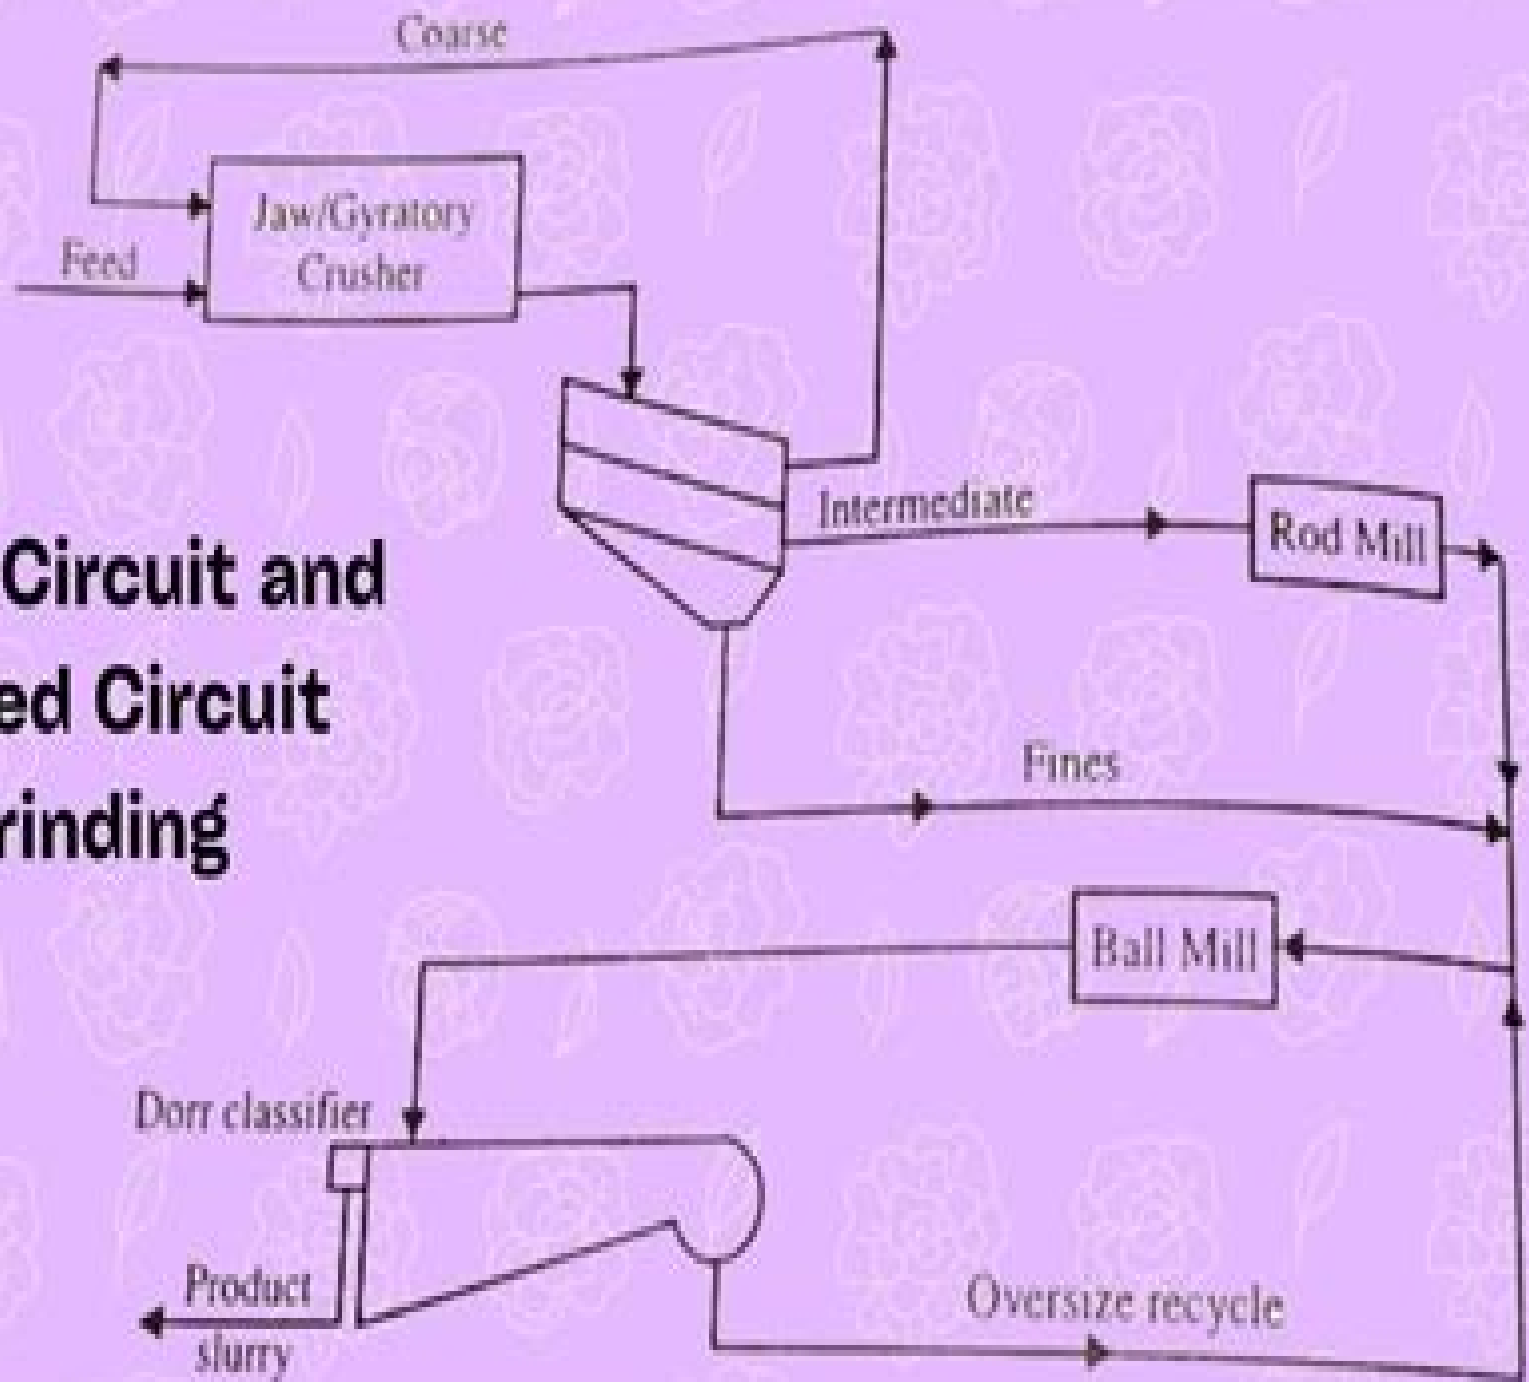 Coarse
Jaw/Gyratory
Crusher
Feed
Intermediate
Rod Mill
Circuit and
ed Circuit
rinding
Fines
Ball Mill
Dorr classifier
Product
slurry
Oversize recycle